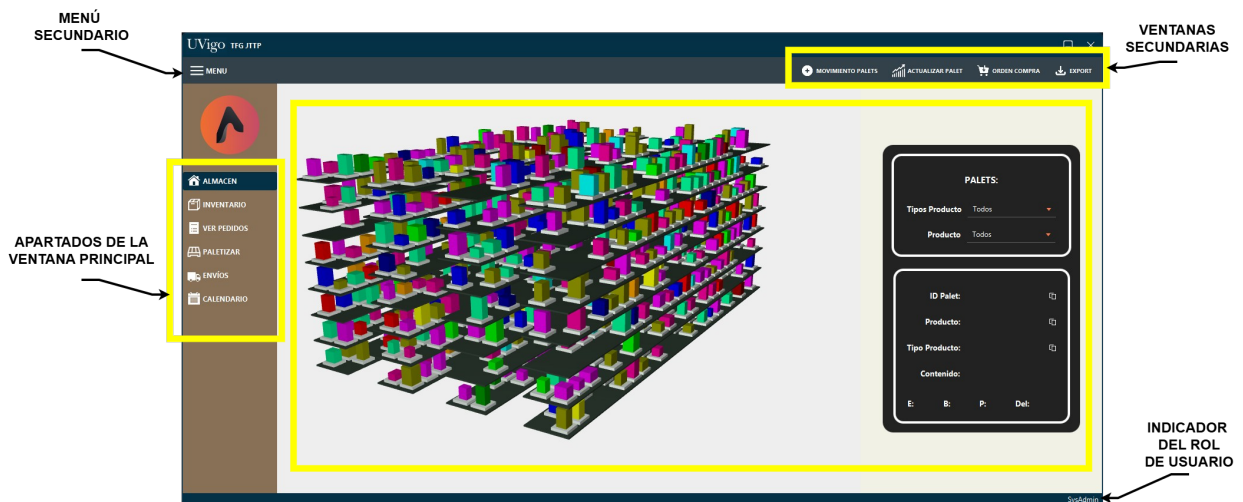 MENÚ
SECUNDARIO
VENTANAS
SECUNDARIAS
UVigo TFG JTTP
MENU
MOVIMIENTO PALETS
ACTUALIZAR PALET
ORDEN COMPRA
EXPORT
APARTADOS DE LA
VENTANA PRINCIPAL
ALMACEN
INVENTARIO
VER PEDIDOS
PALETIZAR
ENVÍOS
CALENDARIO
PALETS:
Tipos Producto Todos
Producto Todos
ID Palet:
Producto:
Tipo Producto:
Contenido:
E: B: P: Del:
INDICADOR
DEL ROL
DE USUARIO
SysAdmin